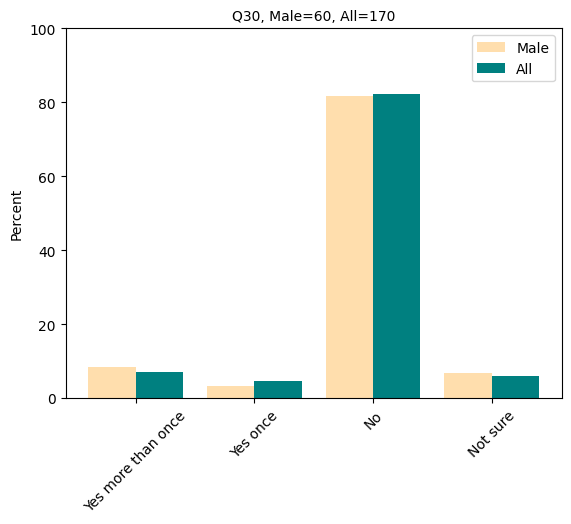 Q30, Male=60, All=170
Male
All
Percent
100
80
60
40
20
0
Yes more than once
Yes once
No
Not sure